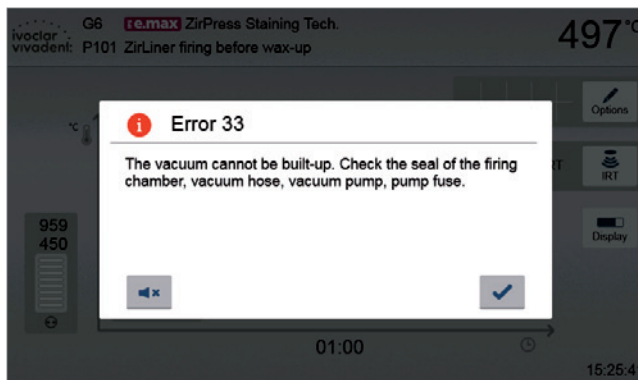 ivoclar
vivadent:
G6 IPS e.max ZirPress Staining Tech.
P101 ZirLiner firing before wax-up
497 °C
Options
°C
Error 33
The vacuum cannot be built-up. Check the seal of the firing
chamber, vacuum hose, vacuum pump, pump fuse.
RT
IRT
959
450
Display
01:00
15:25:4